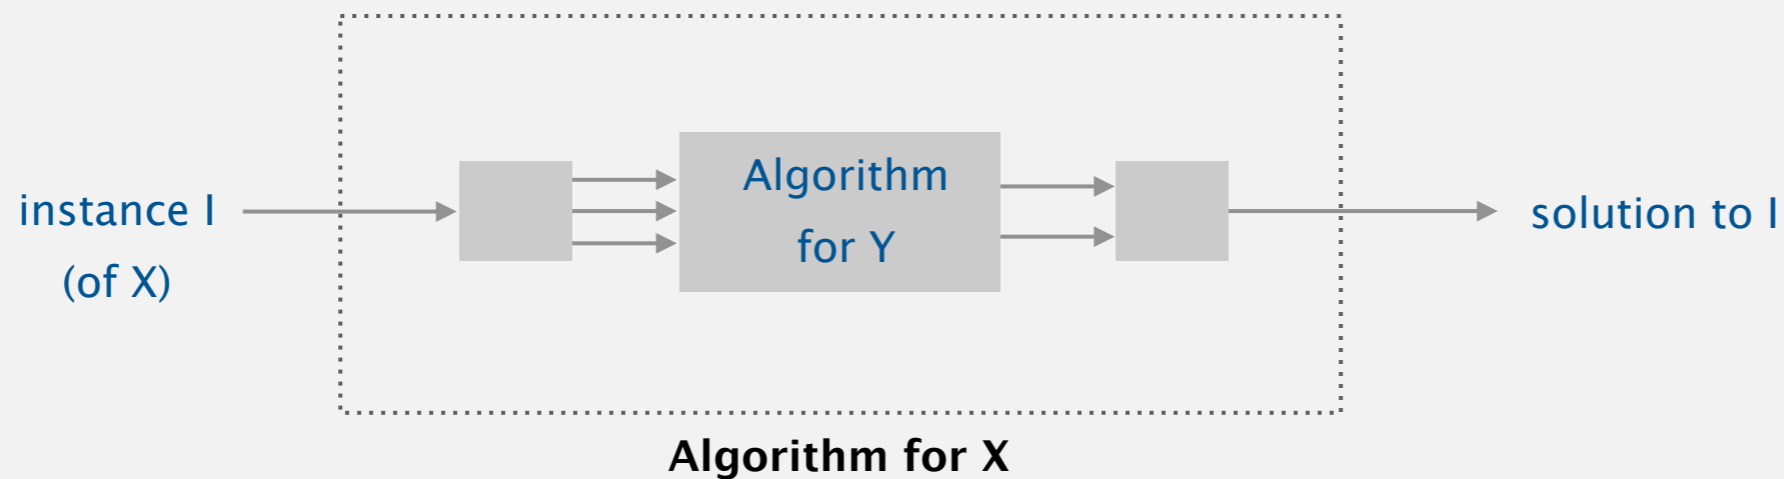 instance I
(of X)
Algorithm
for Y
solution to I
Algorithm for X